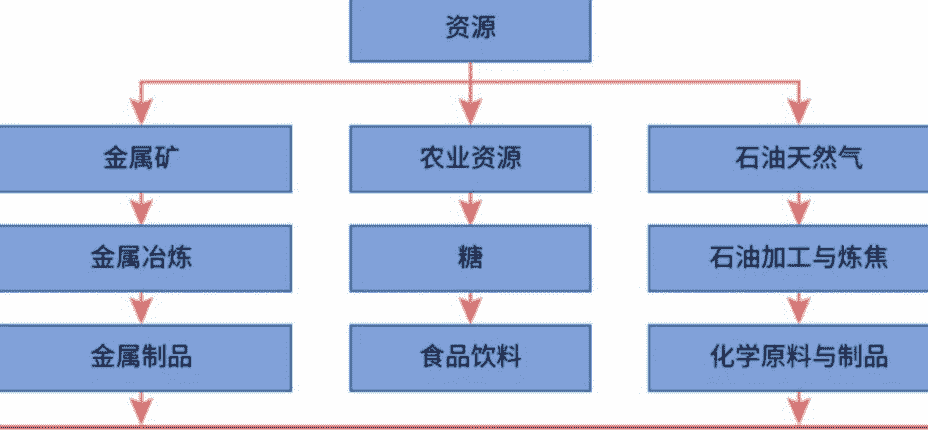 资源
金属矿
农业资源
石油天然气
金属冶炼
糖
石油加工与炼焦
金属制品
食品饮料
化学原料与制品